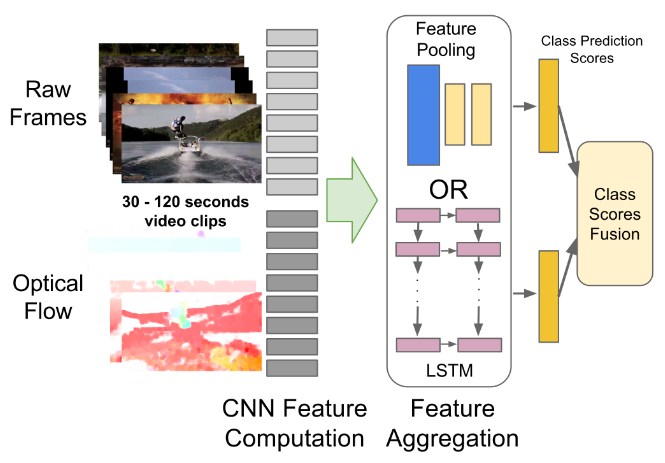 Raw
Frames
30 - 120 seconds
video clips
Optical
Flow
CNN Feature
Computation
Feature
Pooling
OR
LSTM
Feature
Aggregation
Class Prediction
Scores
Class
Scores
Fusion